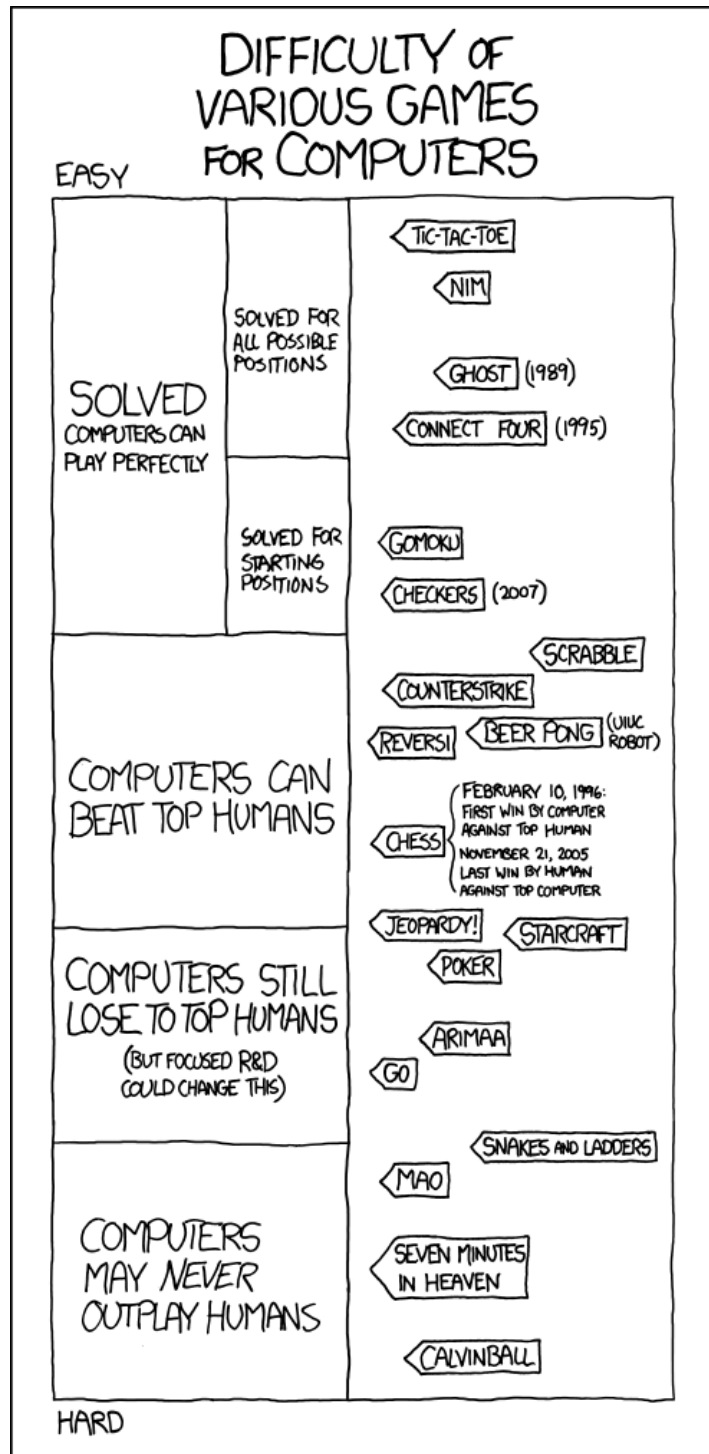 DIFFICULTY OF
VARIOUS GAMES
FOR COMPUTERS
EASY
SOLVED
COMPUTERS CAN
PLAY PERFECTLY
SOLVED FOR
ALL POSSIBLE
POSITIONS
TIC-TAC-TOE
NIM
GHOST (1989)
CONNECT FOUR (1995)
SOLVED FOR
STARTING
POSITIONS
GOMOKU
CHECKERS (2007)
COMPUTERS CAN
BEAT TOP HUMANS
SCRABBLE
COUNTERSTRIKE
REVERSI
BEER PONG (UIUC
ROBOT)
CHESS
FEBRUARY 10, 1996:
FIRST WIN BY COMPUTER
AGAINST TOP HUMAN
NOVEMBER 21, 2005
LAST WIN BY HUMAN
AGAINST TOP COMPUTER
COMPUTERS STILL
LOSE TO TOP HUMANS
(BUT FOCUSED R&D
COULD CHANGE THIS)
JEOPARDY!
STARCRAFT
POKER
ARIMAA
GO
COMPUTERS
MAY NEVER
OUTPLAY HUMANS
SNAKES AND LADDERS
MAO
SEVEN MINUTES
IN HEAVEN
CALVINBALL
HARD